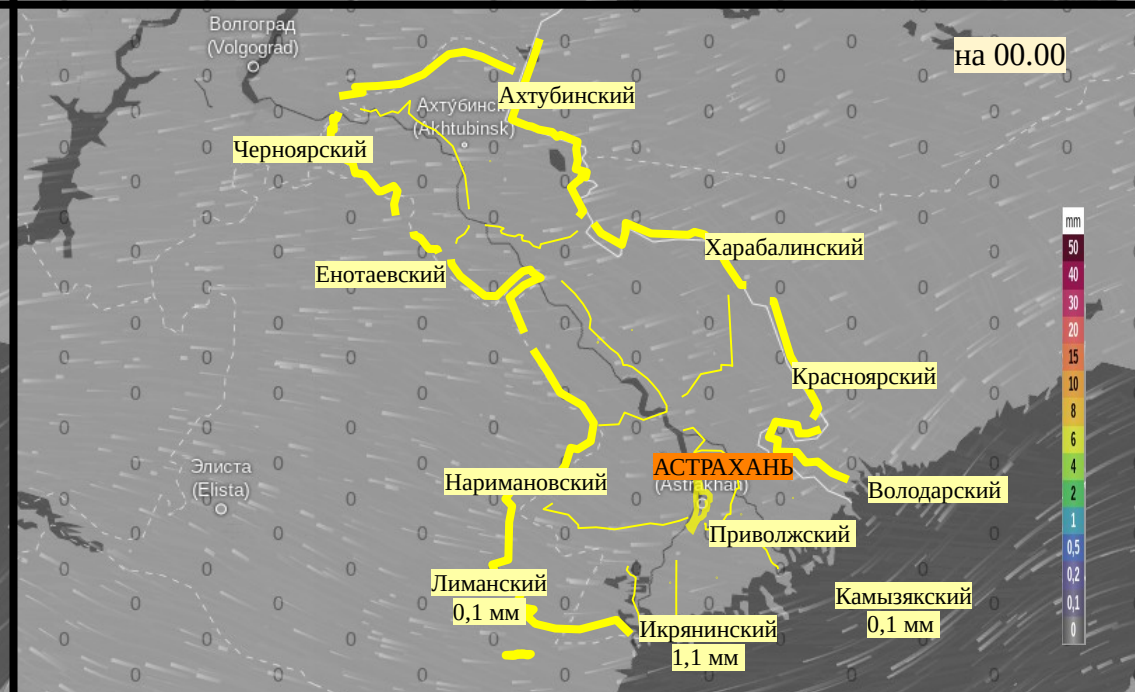 Волгоград
(Volgograd)
на 00.00
Ахтубинский
(Akhtubinsk)
Черноярский
Харабалинский
Енотаевский
mm
50
40
30
20
15
10
8
6
4
2
1
0,5
0,2
0,1
0
Красноярский
Элиста
(Elista)
АСТРАХАНЬ
Наримановский
Володарский
Приволжский
Лиманский
0,1 мм
Камызякский
0,1 мм
Икрянинский
1,1 мм